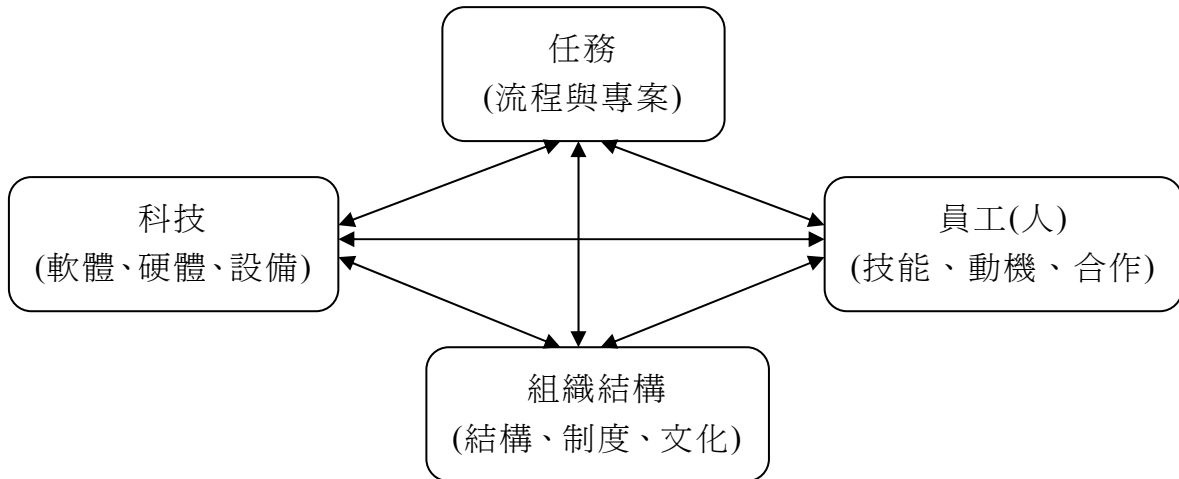 任務
(流程與專案)
科技
(軟體、硬體、設備)
員工(人)
(技能、動機、合作)
組織結構
(結構、制度、文化)